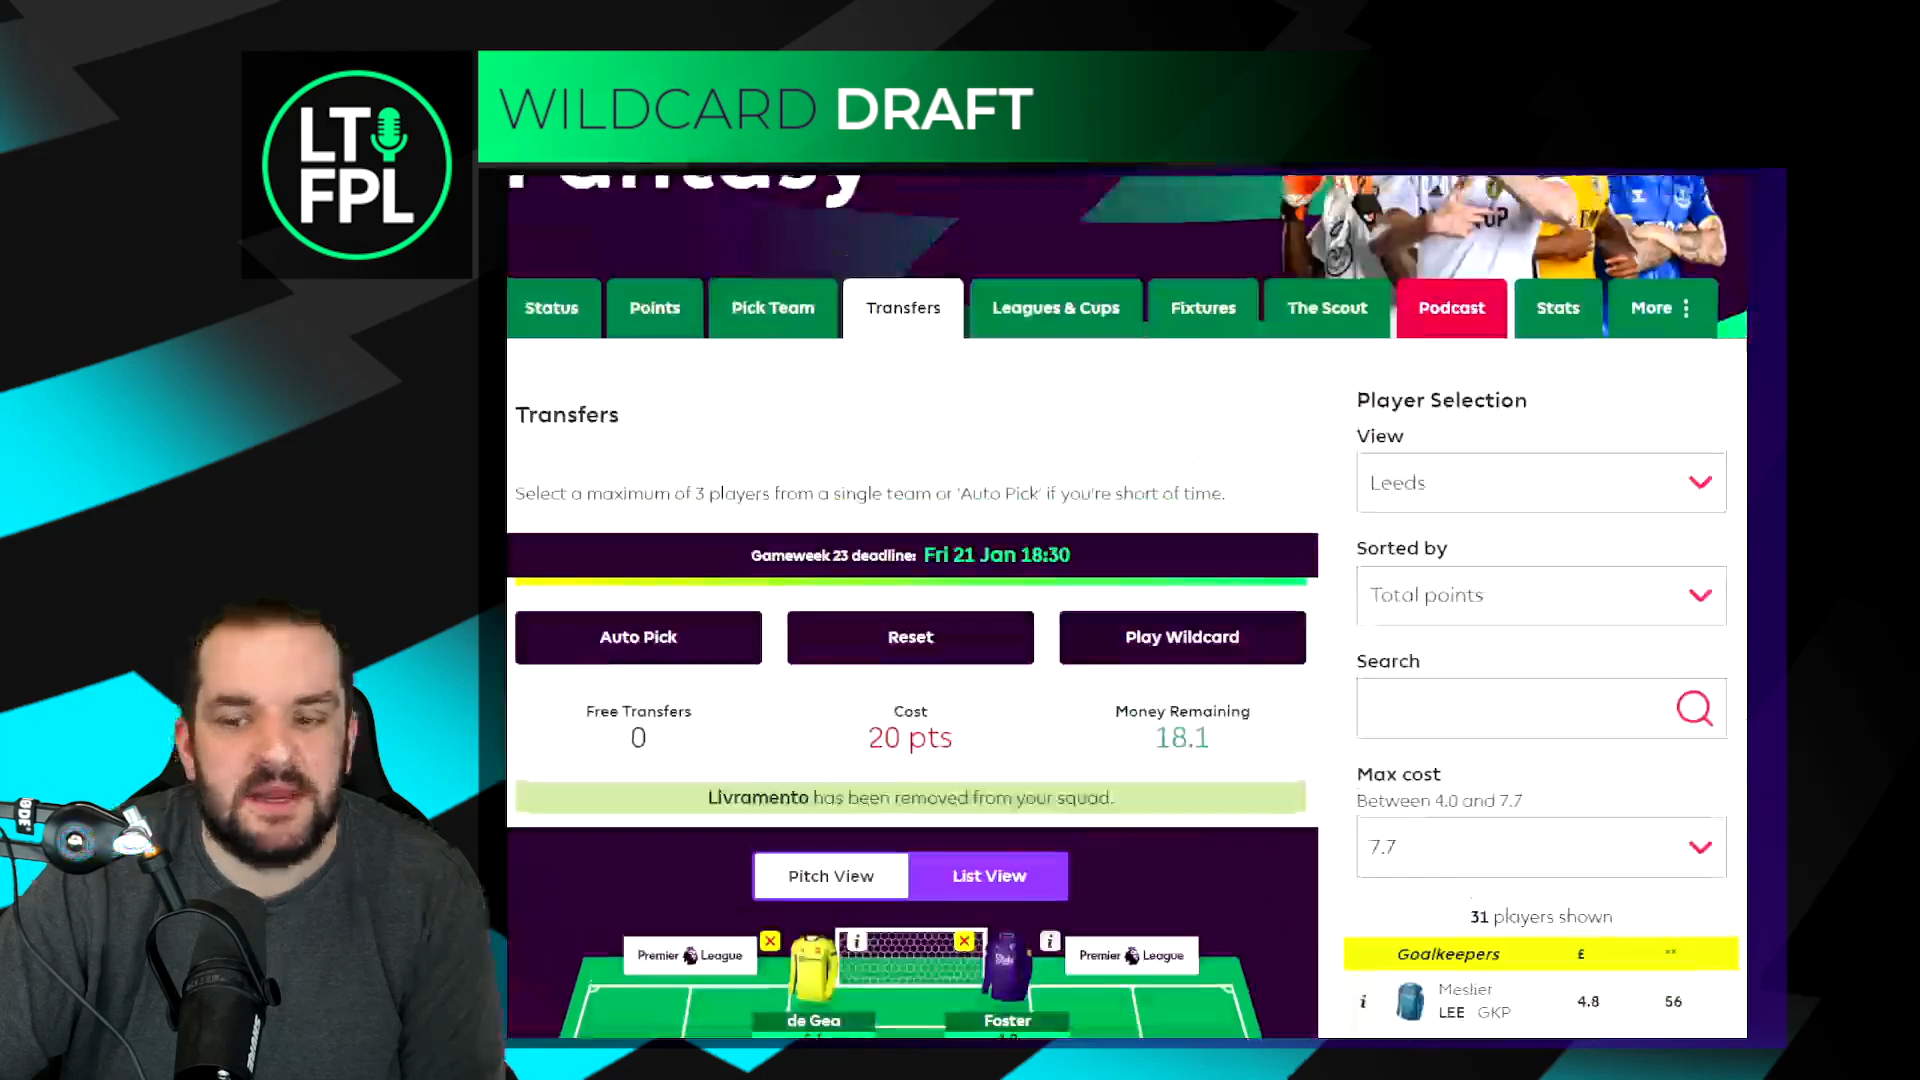 LT
FPL
WILDCARD DRAFT
Fantasy
Status
Points
Pick Team
Transfers
Leagues & Cups
Fixtures
The Scout
Podcast
Stats
More
Transfers
Select a maximum of 3 players from a single team or 'Auto Pick' if you're short of time.
Gameweek 23 deadline: Fri 21 Jan 18:30
Auto Pick
Reset
Play Wildcard
Free Transfers
0
Cost
20 pts
Money Remaining
18.1
Livramento has been removed from your squad.
Pitch View
List View
Premier League
Premier League
de Gea
Foster
Player Selection
View
Leeds
Sorted by
Total points
Search
Max cost
Between 4.0 and 7.7
7.7
31 players shown
Goalkeepers £ **
Meslier
LEE GKP
4.8 56